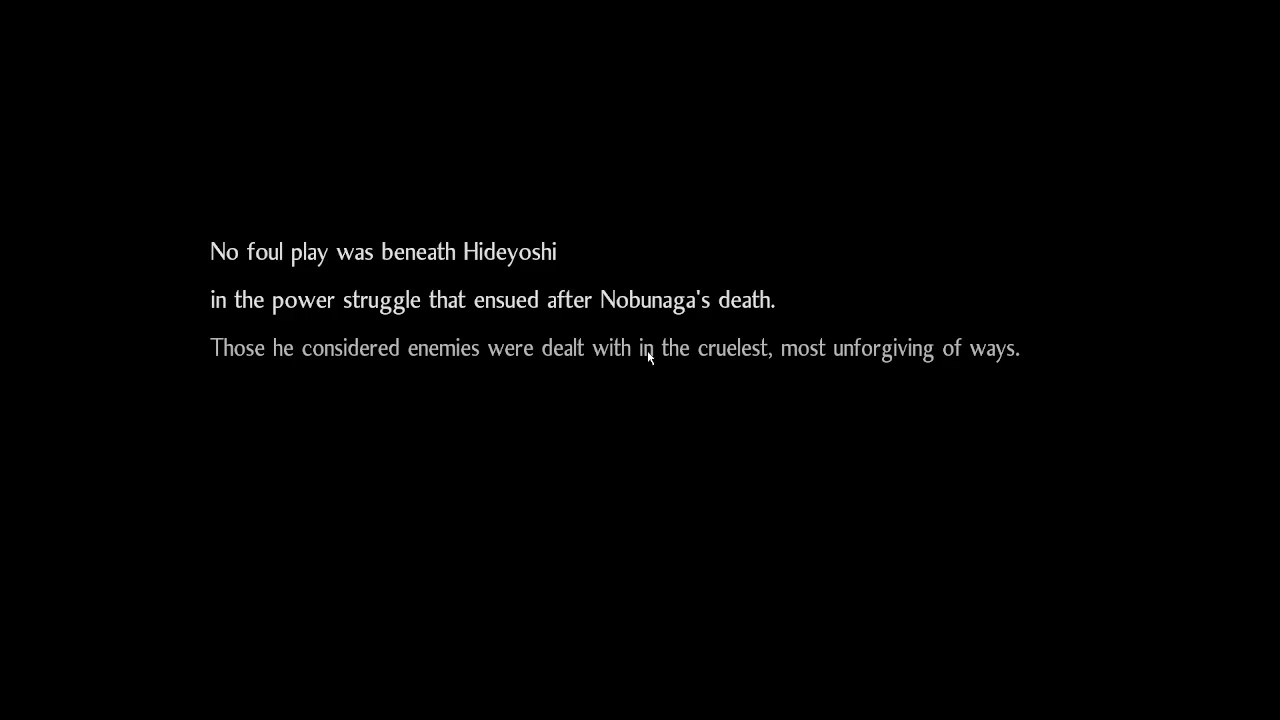 No foul play was beneath Hideyoshi
in the power struggle that ensued after Nobunaga's death.
Those he considered enemies were dealt with in the cruelest, most unforgiving of ways.